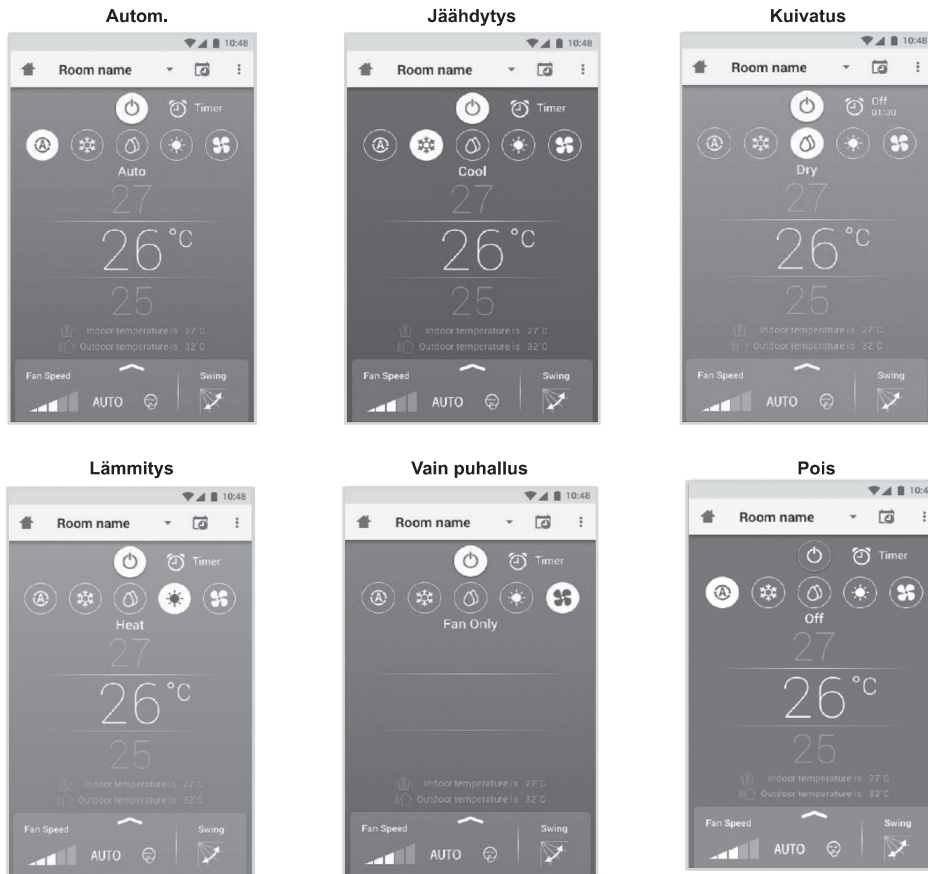 Autom.
10:48
Room name
Timer
Auto
27
26°C
25
Indoor temperature is 27°C
Outdoor temperature is 32°C
Fan Speed
Swing
AUTO
Jäähdytys
10:48
Room name
Timer
Cool
27
26°C
25
Indoor temperature is 27°C
Outdoor temperature is 32°C
Fan Speed
Swing
AUTO
Kuivatus
10:48
Room name
Off
01:30
Dry
27
26°C
25
Indoor temperature is 27°C
Outdoor temperature is 32°C
Fan Speed
Swing
AUTO
Lämmitys
10:48
Room name
Timer
Heat
27
26°C
25
Indoor temperature is 27°C
Outdoor temperature is 32°C
Fan Speed
Swing
AUTO
Vain puhallus
10:48
Room name
Timer
Fan Only
Indoor temperature is 27°C
Outdoor temperature is 32°C
Fan Speed
Swing
AUTO
Pois
10:4
Room name
Timer
Off
27
26°C
25
Indoor temperature is 27°C
Outdoor temperature is 32°C
Fan Speed
Swing
AUTO